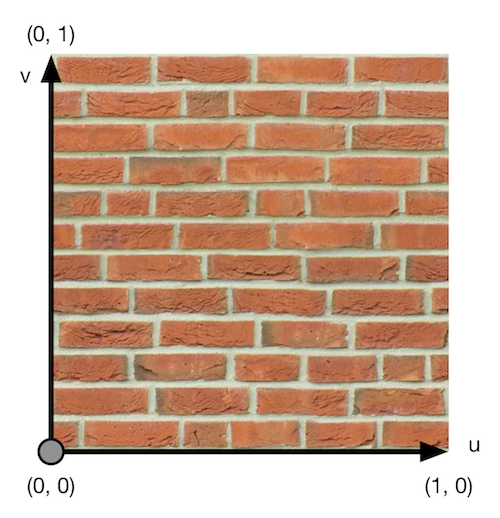 (0, 1)
v
u
(0, 0)
(1, 0)